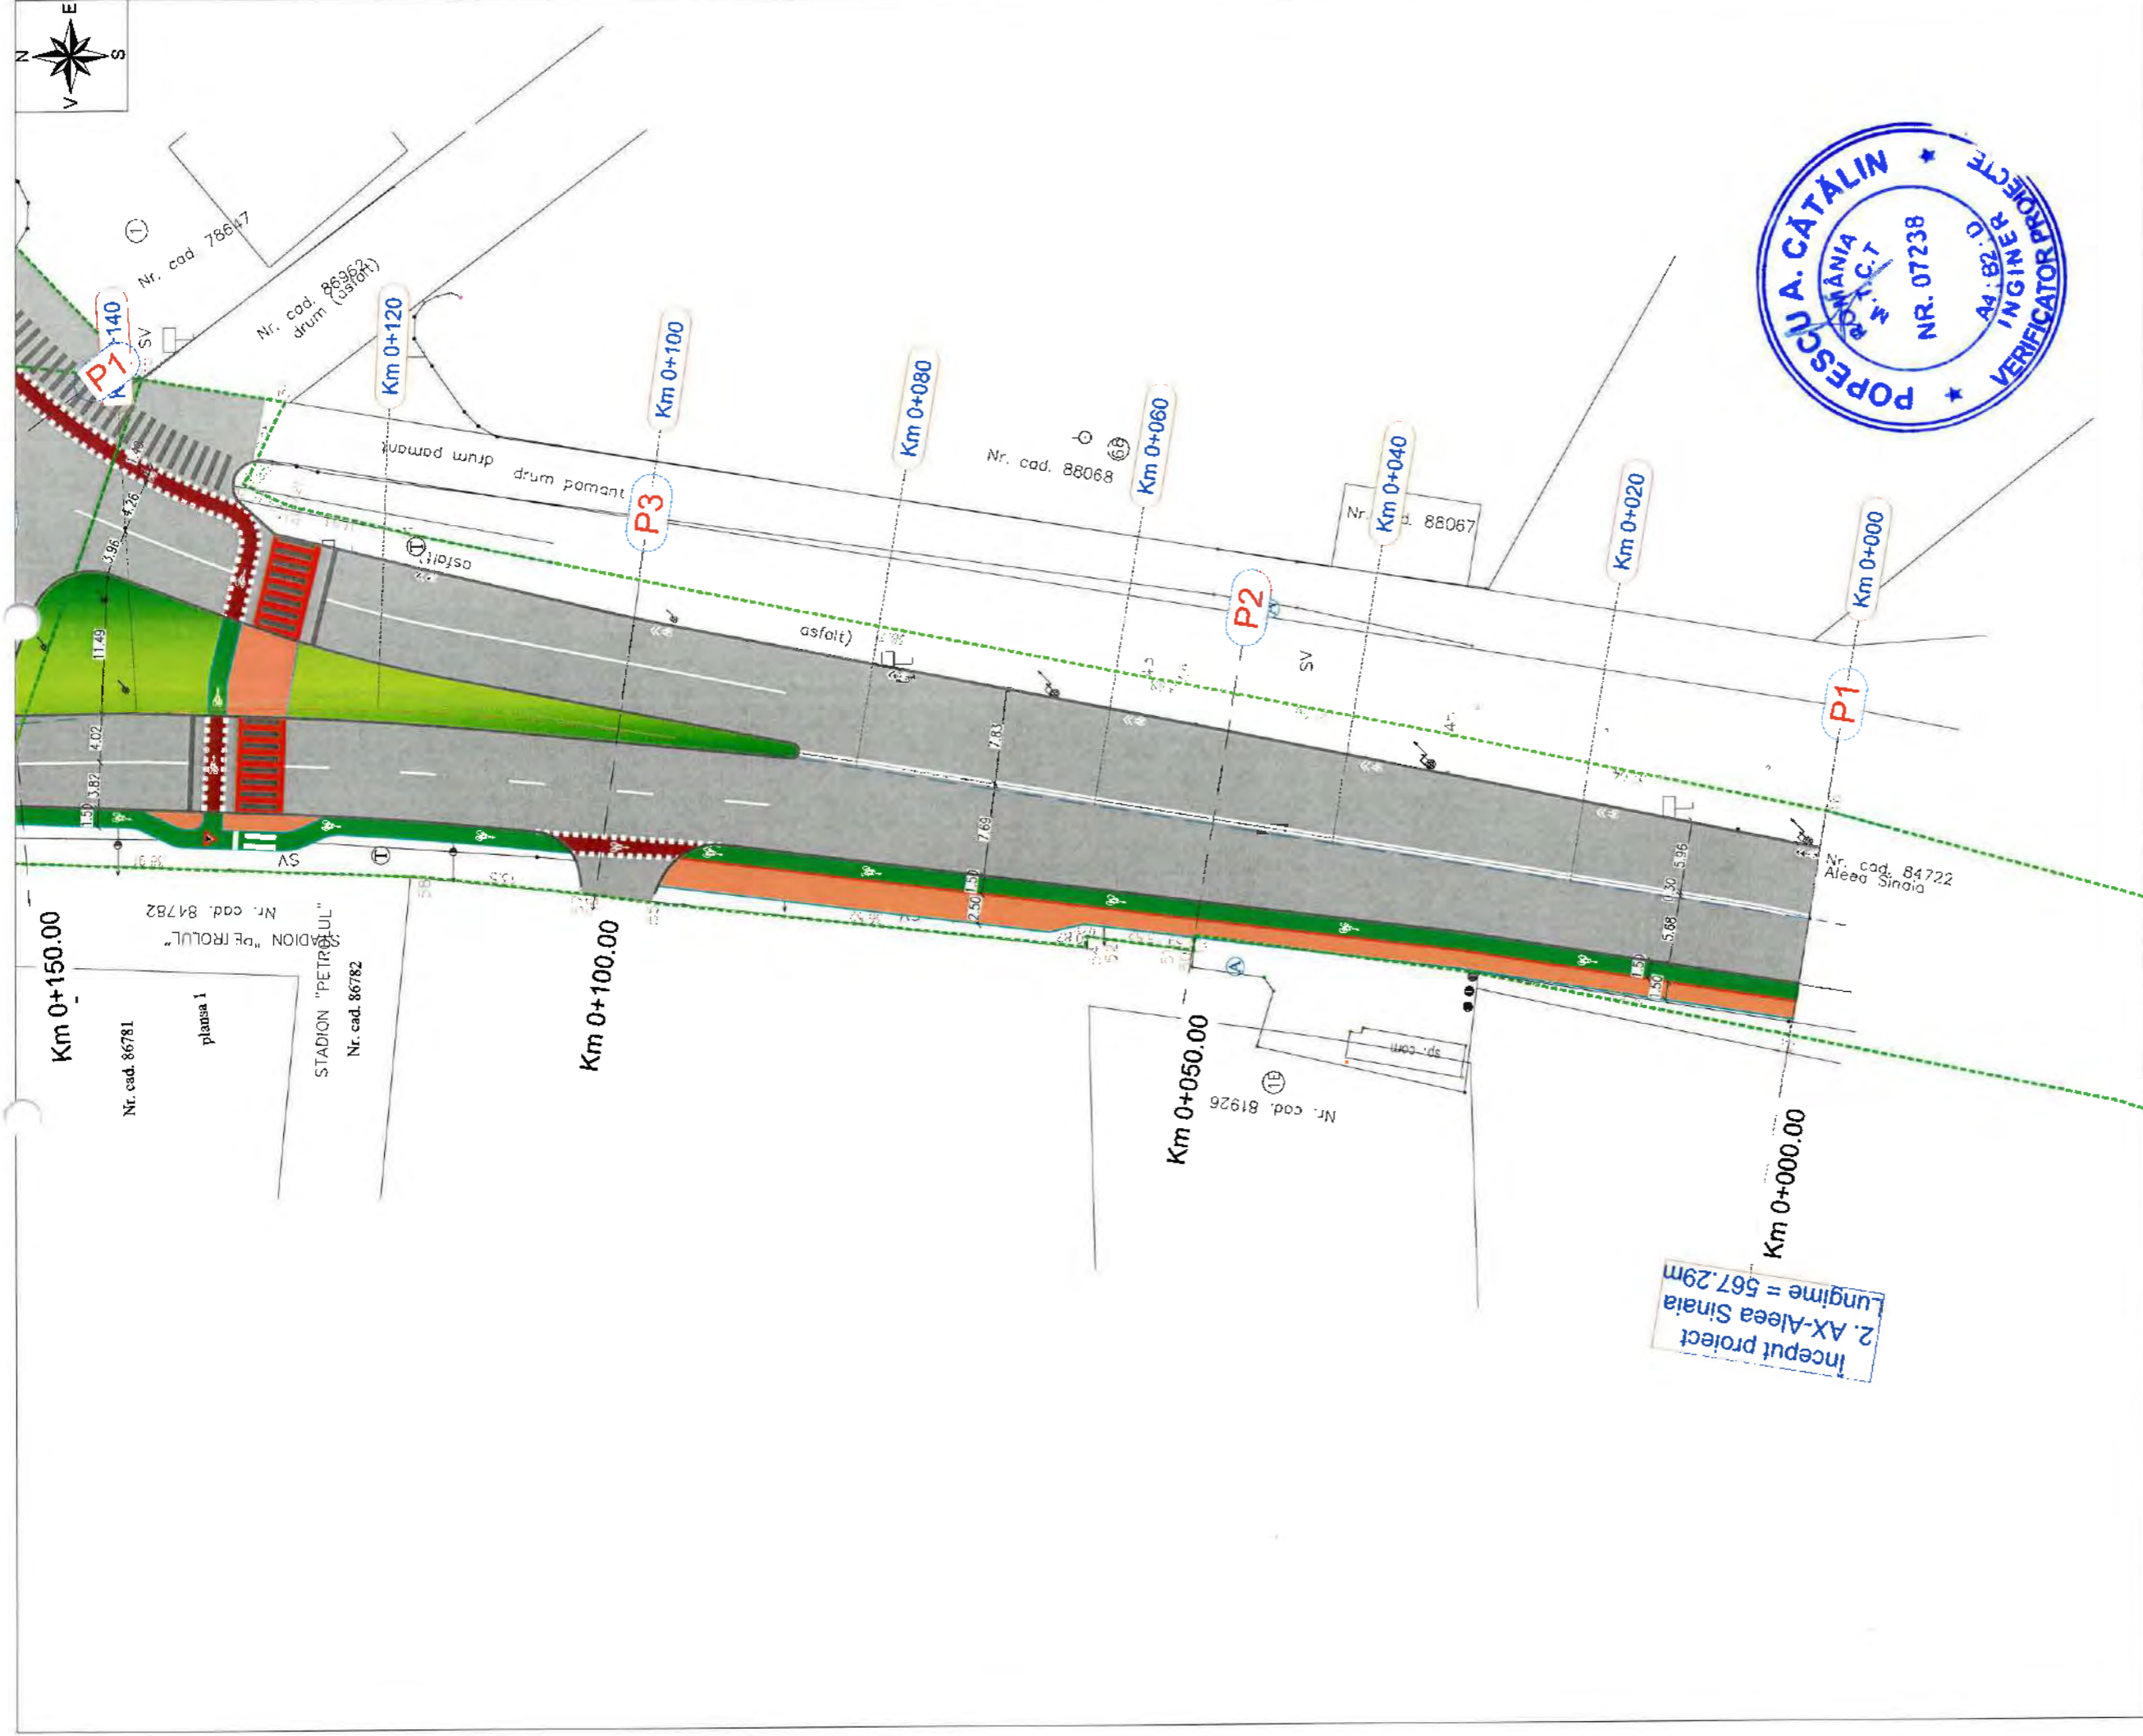 N
E
S
V
1
Nr. cad. 78647
Nr. cad. 86962
drum (asfalt)
140
P1
SV
Km 0+120
Km 0+100
Km 0+080
Km 0+060
Km 0+040
Km 0+020
Km 0+000
drum pamant
drum pamant
P3
P2
P1
Nr. cad. 88068
68
Nr. cad. 88067
asfalt)
asfalt)
SV
3.96
4.26
11.49
4.02
3.82
1.50
7.83
7.69
1.50
2.50
5.96
0.30
5.68
1.50
1.50
Nr. cad. 84722
Aleea Sinaia
SV
Nr. cad. 84782
STADION "PETROLUL"
Km 0+150.00
Nr. cad. 86781
plansa 1
STADION "PETROLUL"
Nr. cad. 86782
Km 0+100.00
Km 0+050.00
A
1E
Nr. cad. 81926
sp. com
Km 0+000.00
Început proiect
2. AX-Aleea Sinaia
Lungime = 567.29m
POPESCU A. CĂTĂLIN
ROMÂNIA
M.T.C.T
NR. 07238
A4; B2; D
INGINER
VERIFICATOR PROIECTE